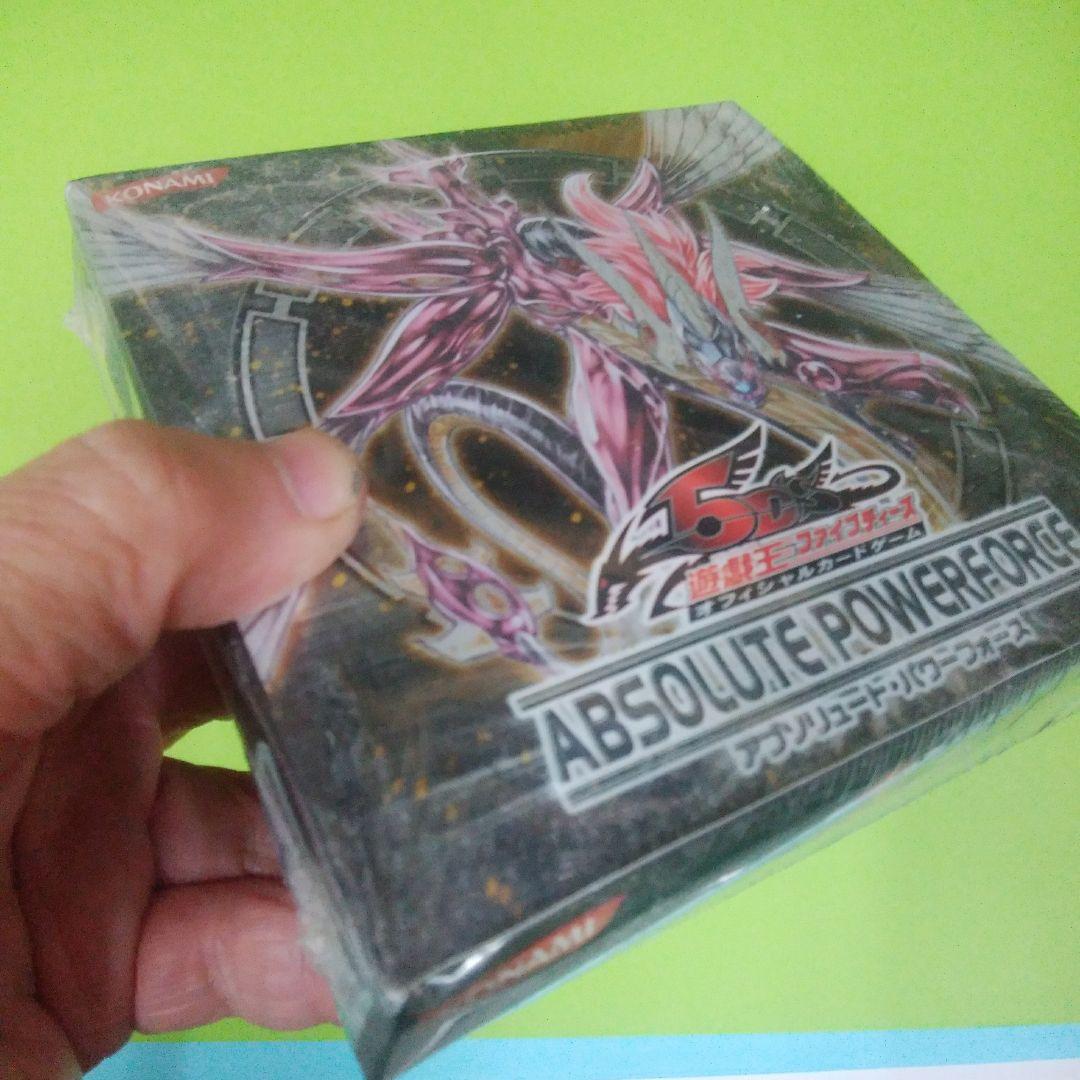 KONAMI
5D's
遊戯王ファイブディーズ
オフィシャルカードゲーム
ABSOLUTE POWERFORCE
アブソリュート・パワーフォース
KONAMI